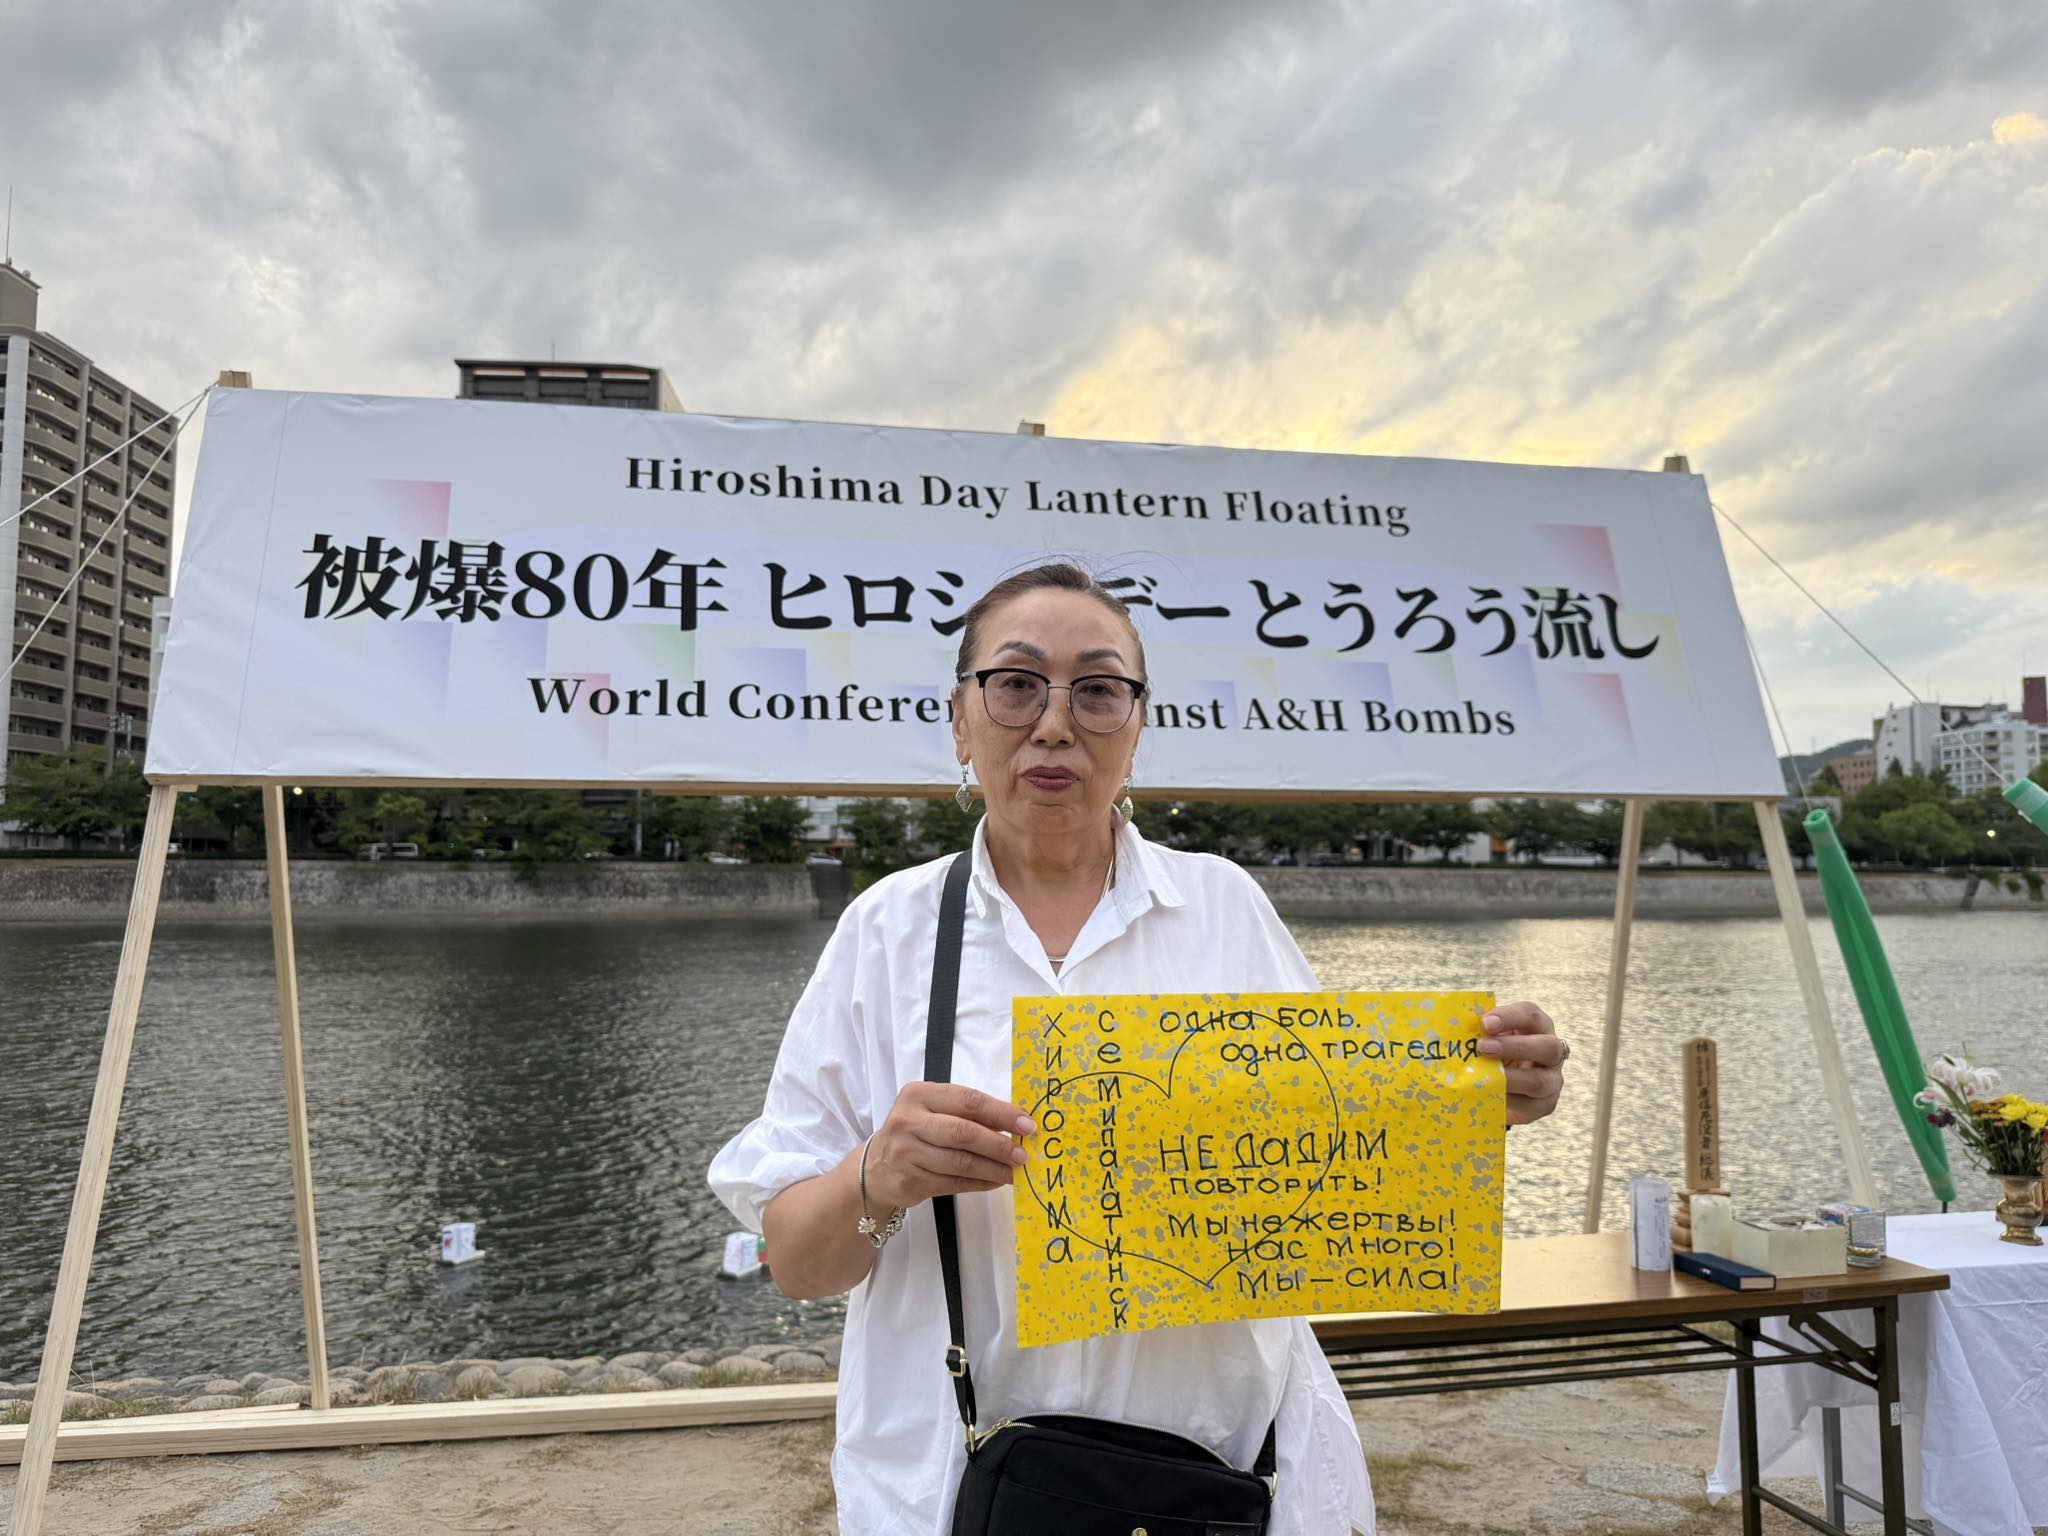 Hiroshima Day Lantern Floating
被爆80年 ヒロシ デーとうろう流し
World Confere nst A&H Bombs
ХИРОСИМА
СЕМИПАЛАТИНСК
ОДНА БОЛЬ.
ОДНА ТРАГЕДИЯ
НЕ ДАДИМ
ПОВТОРИТЬ!
МЫ НЕ ЖЕРТВЫ!
НАС МНОГО!
МЫ – СИЛА!